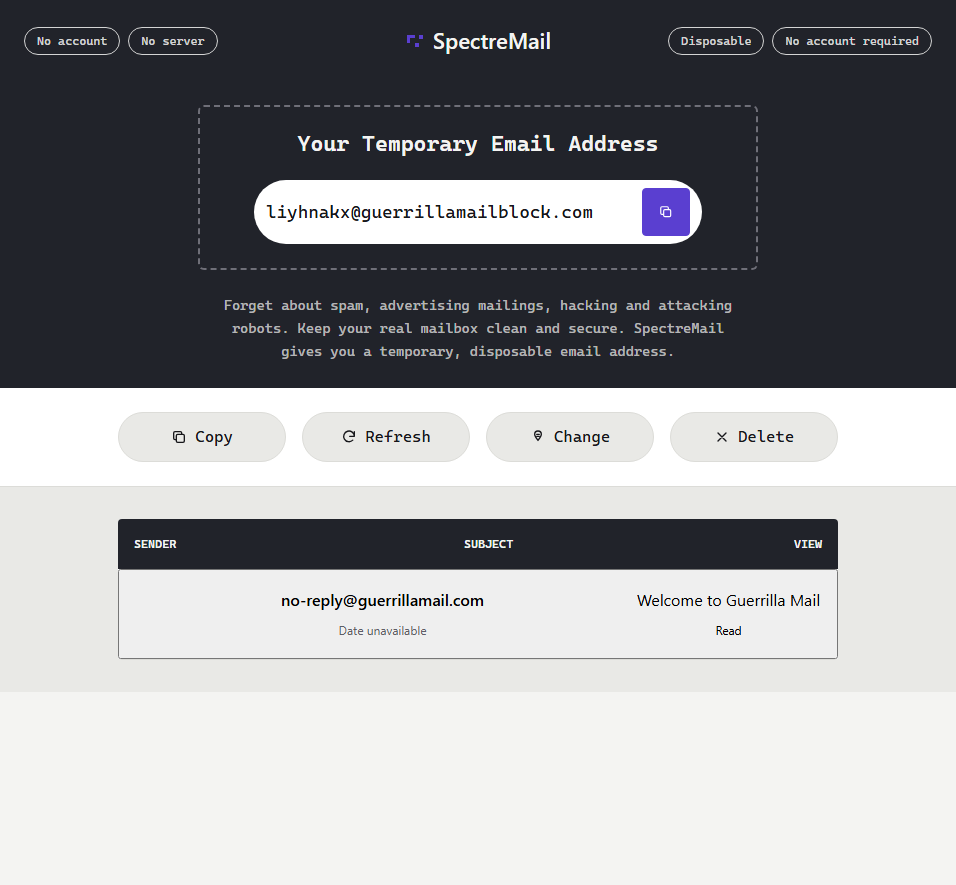 No account
No server
SpectreMail
Disposable
No account required
Your Temporary Email Address
liyhnakx@guerrillamailblock.com
Forget about spam, advertising mailings, hacking and attacking
robots. Keep your real mailbox clean and secure. SpectreMail
gives you a temporary, disposable email address.
Copy
Refresh
Change
Delete
SENDER
SUBJECT
VIEW
no-reply@guerrillamail.com
Welcome to Guerrilla Mail
Date unavailable
Read